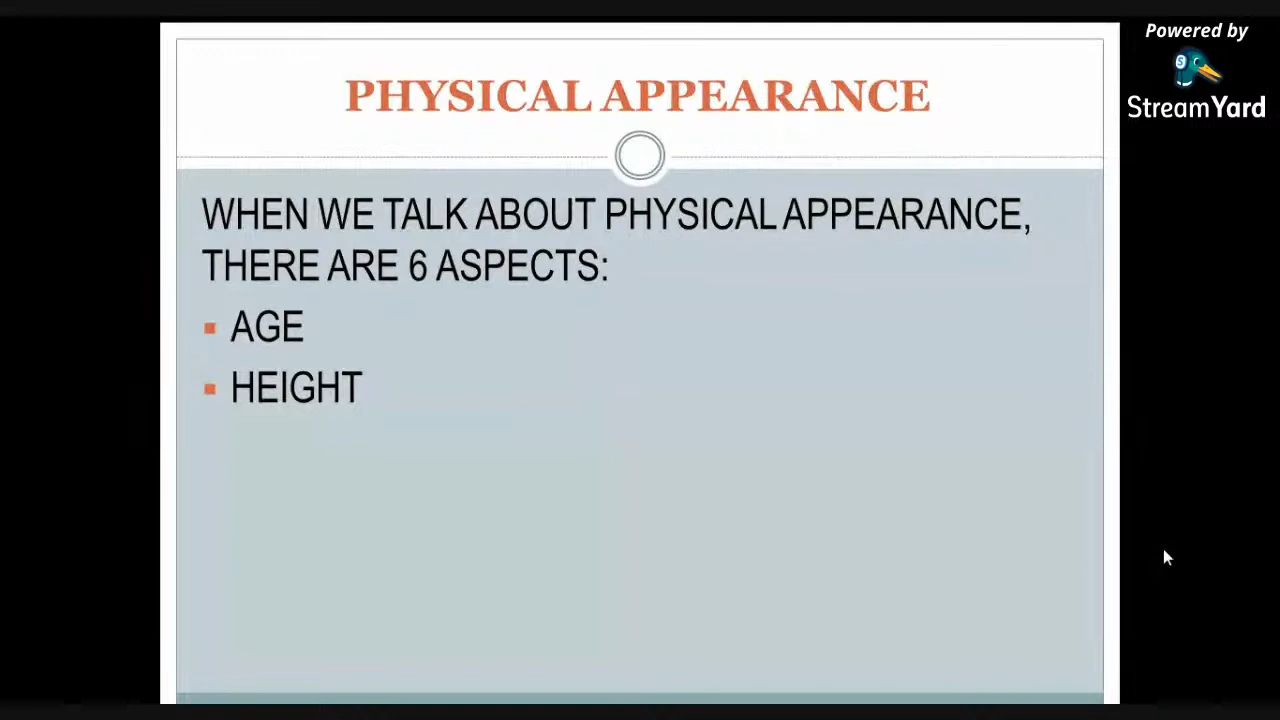 Powered by
StreamYard
PHYSICAL APPEARANCE
WHEN WE TALK ABOUT PHYSICAL APPEARANCE,
THERE ARE 6 ASPECTS:
AGE
HEIGHT